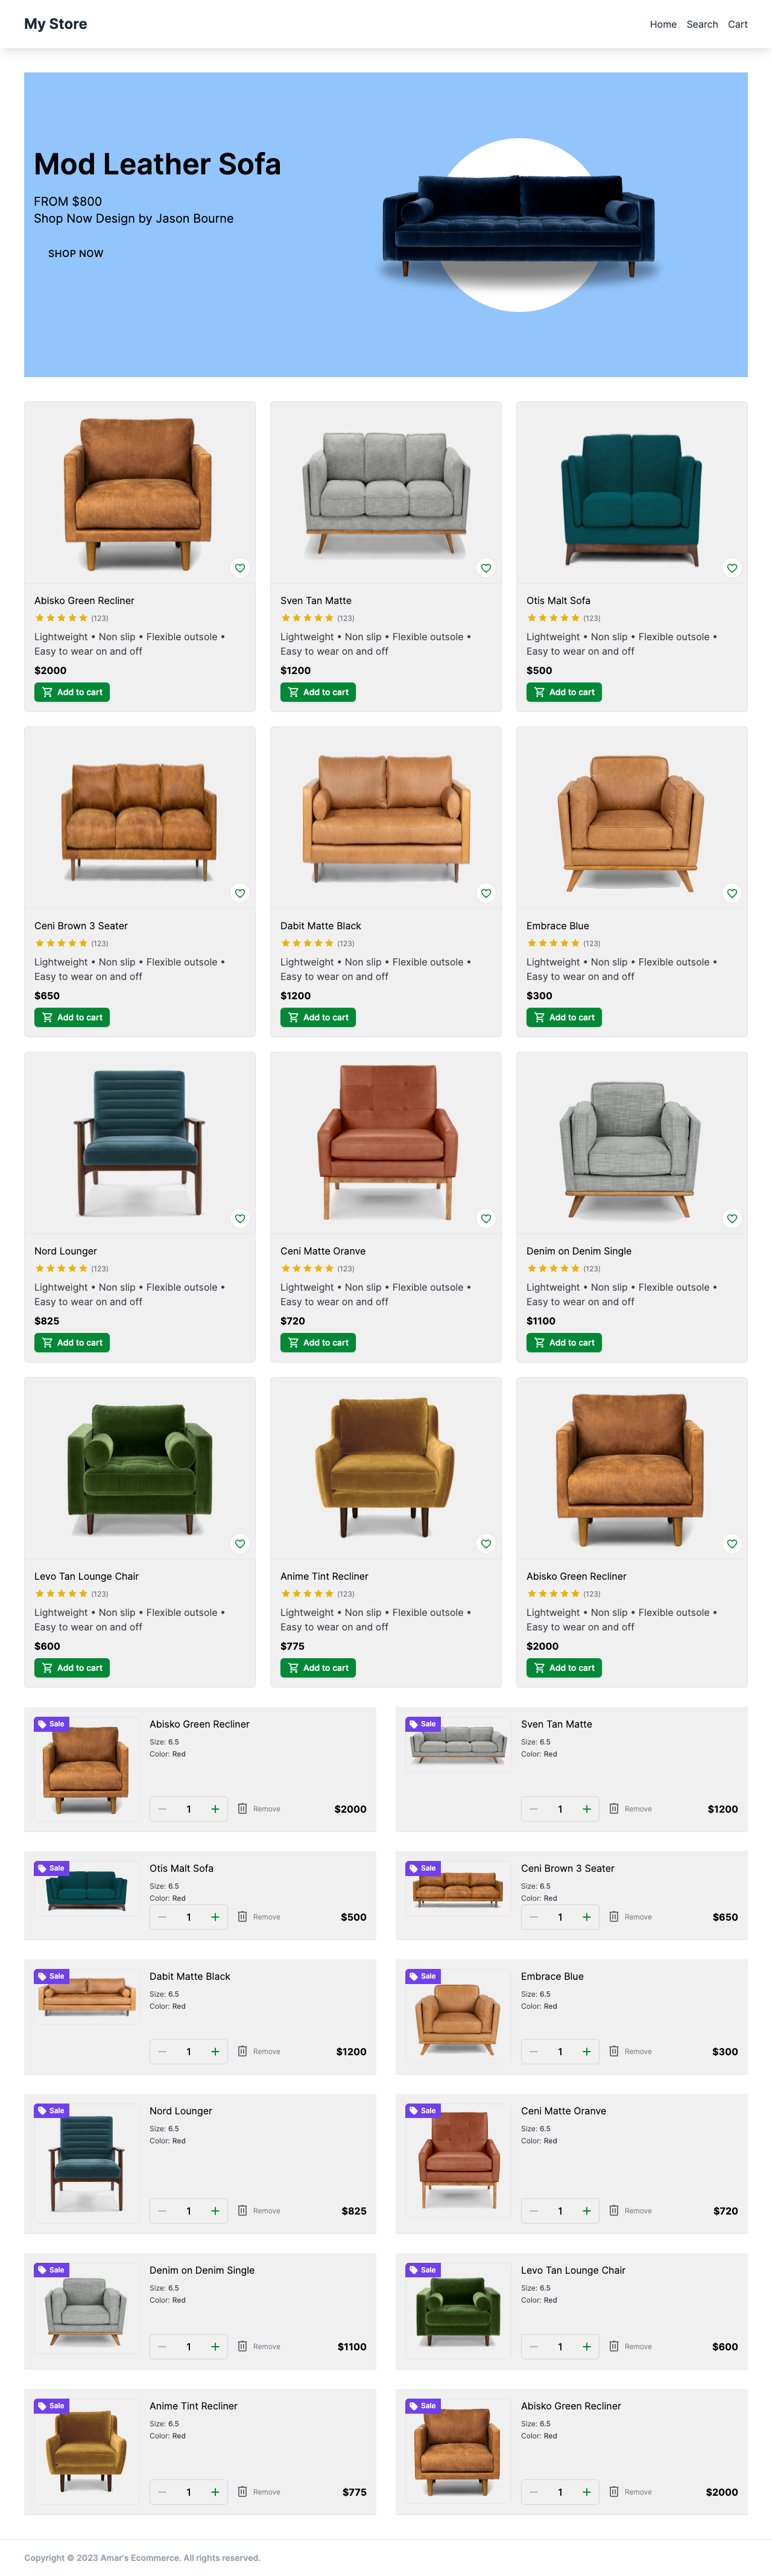 My Store
Home Search Cart
Mod Leather Sofa
FROM $800
Shop Now Design by Jason Bourne
SHOP NOW
Abisko Green Recliner
(123)
Lightweight • Non slip • Flexible outsole •
Easy to wear on and off
$2000
Add to cart
Sven Tan Matte
(123)
Lightweight • Non slip • Flexible outsole •
Easy to wear on and off
$1200
Add to cart
Otis Malt Sofa
(123)
Lightweight • Non slip • Flexible outsole •
Easy to wear on and off
$500
Add to cart
Ceni Brown 3 Seater
(123)
Lightweight • Non slip • Flexible outsole •
Easy to wear on and off
$650
Add to cart
Dabit Matte Black
(123)
Lightweight • Non slip • Flexible outsole •
Easy to wear on and off
$1200
Add to cart
Embrace Blue
(123)
Lightweight • Non slip • Flexible outsole •
Easy to wear on and off
$300
Add to cart
Nord Lounger
(123)
Lightweight • Non slip • Flexible outsole •
Easy to wear on and off
$825
Add to cart
Ceni Matte Oranve
(123)
Lightweight • Non slip • Flexible outsole •
Easy to wear on and off
$720
Add to cart
Denim on Denim Single
(123)
Lightweight • Non slip • Flexible outsole •
Easy to wear on and off
$1100
Add to cart
Levo Tan Lounge Chair
(123)
Lightweight • Non slip • Flexible outsole •
Easy to wear on and off
$600
Add to cart
Anime Tint Recliner
(123)
Lightweight • Non slip • Flexible outsole •
Easy to wear on and off
$775
Add to cart
Abisko Green Recliner
(123)
Lightweight • Non slip • Flexible outsole •
Easy to wear on and off
$2000
Add to cart
Sale
Abisko Green Recliner
Size: 6.5
Color: Red
1 Remove $2000
Sale
Sven Tan Matte
Size: 6.5
Color: Red
1 Remove $1200
Sale
Otis Malt Sofa
Size: 6.5
Color: Red
1 Remove $500
Sale
Ceni Brown 3 Seater
Size: 6.5
Color: Red
1 Remove $650
Sale
Dabit Matte Black
Size: 6.5
Color: Red
1 Remove $1200
Sale
Embrace Blue
Size: 6.5
Color: Red
1 Remove $300
Sale
Nord Lounger
Size: 6.5
Color: Red
1 Remove $825
Sale
Ceni Matte Oranve
Size: 6.5
Color: Red
1 Remove $720
Sale
Denim on Denim Single
Size: 6.5
Color: Red
1 Remove $1100
Sale
Levo Tan Lounge Chair
Size: 6.5
Color: Red
1 Remove $600
Sale
Anime Tint Recliner
Size: 6.5
Color: Red
1 Remove $775
Sale
Abisko Green Recliner
Size: 6.5
Color: Red
1 Remove $2000
Copyright © 2023 Amar's Ecommerce. All rights reserved.